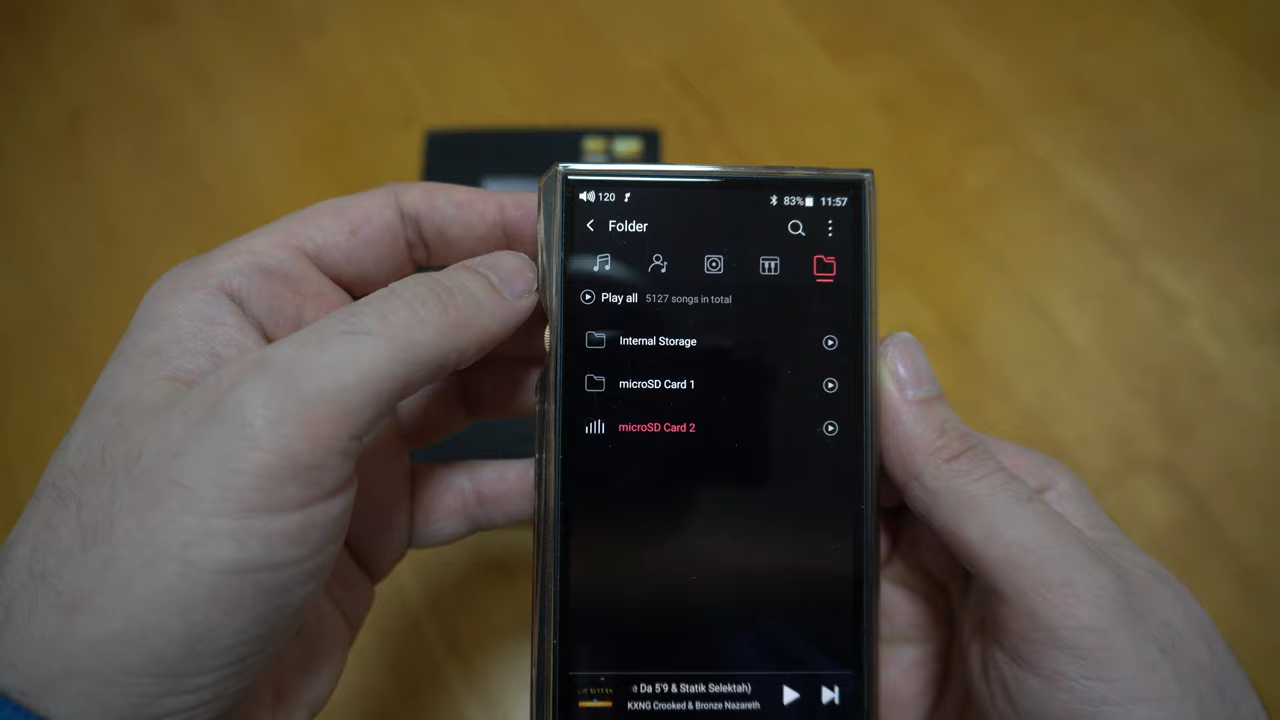 120 83% 11:57
Folder
Play all 5127 songs in total
Internal Storage
microSD Card 1
microSD Card 2
e Da 5'9 & Statik Selektah)
GRAVITAS
KXNG Crooked & Bronze Nazareth